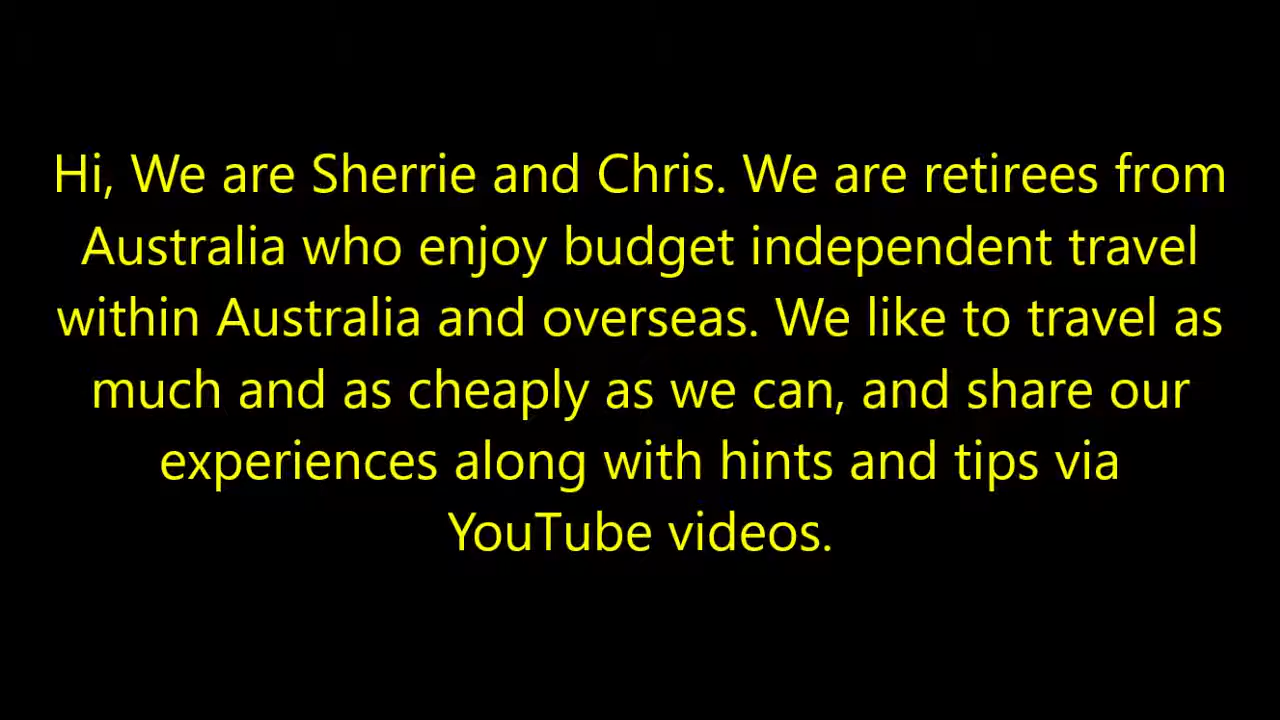 Hi, We are Sherrie and Chris. We are retirees from
Australia who enjoy budget independent travel
within Australia and overseas. We like to travel as
much and as cheaply as we can, and share our
experiences along with hints and tips via
YouTube videos.